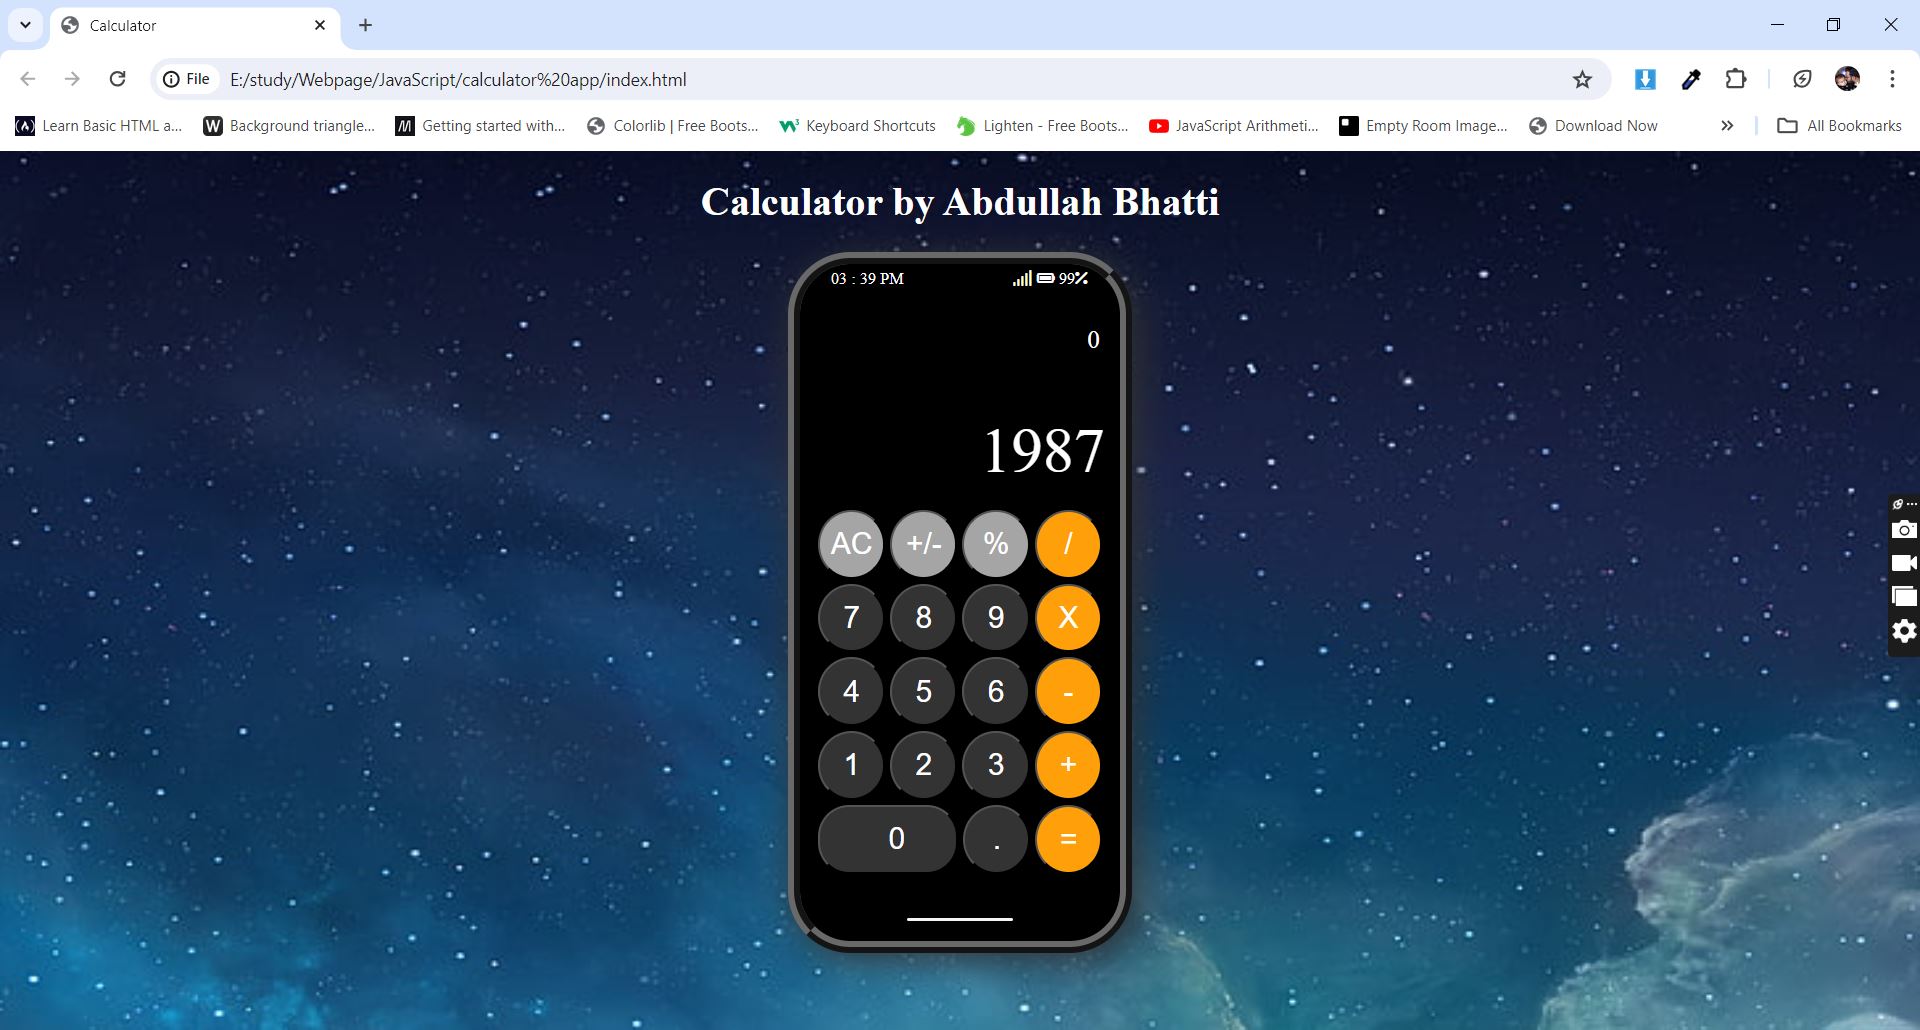 Calculator
File E:/study/Webpage/JavaScript/calculator%20app/index.html
Learn Basic HTML a... Background triangle... Getting started with... Colorlib | Free Boots... Keyboard Shortcuts Lighten - Free Boots... JavaScript Arithmeti... Empty Room Image... Download Now » All Bookmarks
Calculator by Abdullah Bhatti
03 : 39 PM 99%
0
1987
AC +/- % /
7 8 9 X
4 5 6 -
1 2 3 +
0 . =